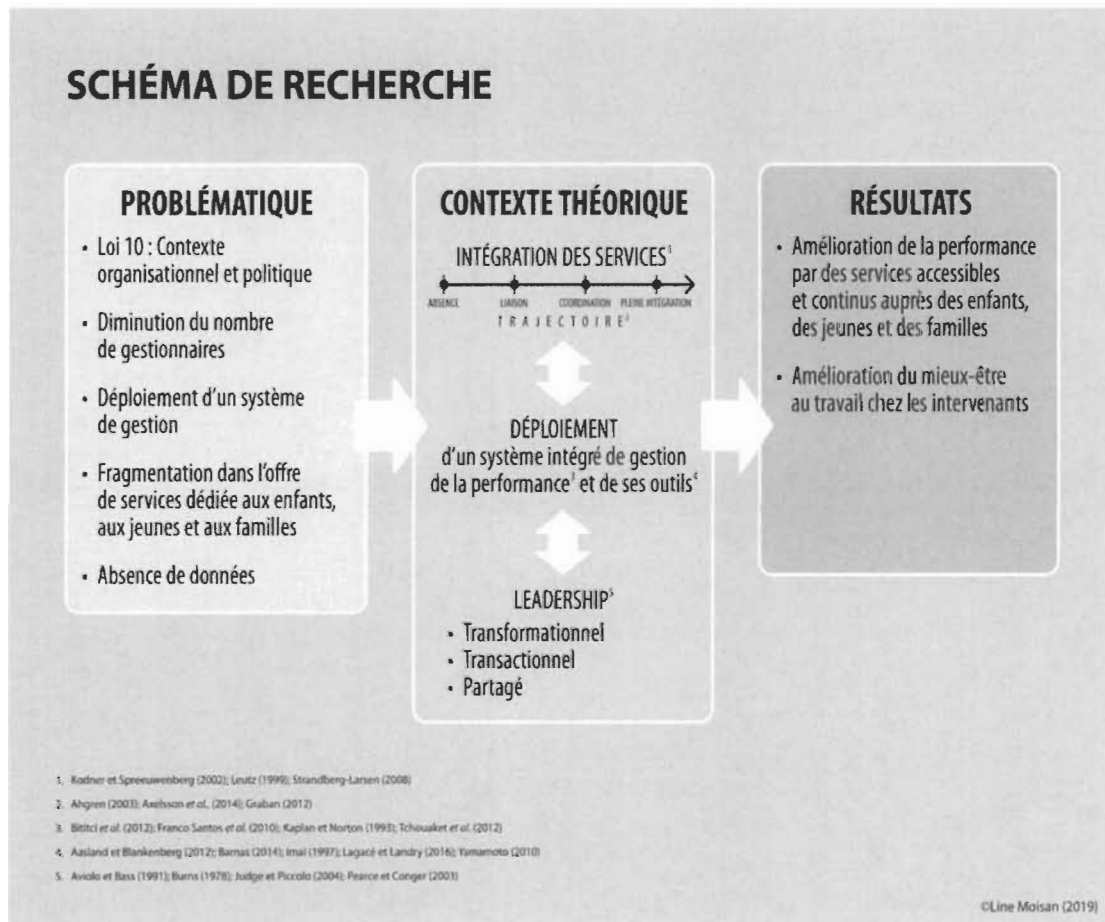 SCHÉMA DE RECHERCHE
PROBLÉMATIQUE
• Loi 10 : Contexte
organisationnel et politique
• Diminution du nombre
de gestionnaires
• Déploiement d'un système
de gestion
• Fragmentation dans l'offre
de services dédiée aux enfants,
aux jeunes et aux familles
• Absence de données
CONTEXTE THÉORIQUE
INTÉGRATION DES SERVICES¹
ABSENCE LIAISON COORDINATION PLEINE INTÉGRATION
TRAJECTOIRE²
DÉPLOIEMENT
d'un système intégré de gestion
de la performance³ et de ses outils⁴
LEADERSHIP⁵
• Transformationnel
• Transactionnel
• Partagé
RÉSULTATS
• Amélioration de la performance
par des services accessibles
et continus auprès des enfants,
des jeunes et des familles
• Amélioration du mieux-être
au travail chez les intervenants
1. Kodner et Spreeuwenberg (2002); Leutz (1999); Strandberg-Larsen (2008)
2. Ahgren (2003); Axelsson et al. (2014); Graban (2012)
3. Bititci et al. (2012); Franco Santos et al. (2010); Kaplan et Norton (1993); Tchouaket et al. (2012)
4. Aasland et Blankenberg (2012); Barnas (2014); Imai (1997); Lagacé et Landry (2016); Yamamoto (2010)
5. Aviolo et Bass (1991); Burns (1978); Judge et Piccolo (2004); Pearce et Conger (2003)
©Line Moisan (2019)